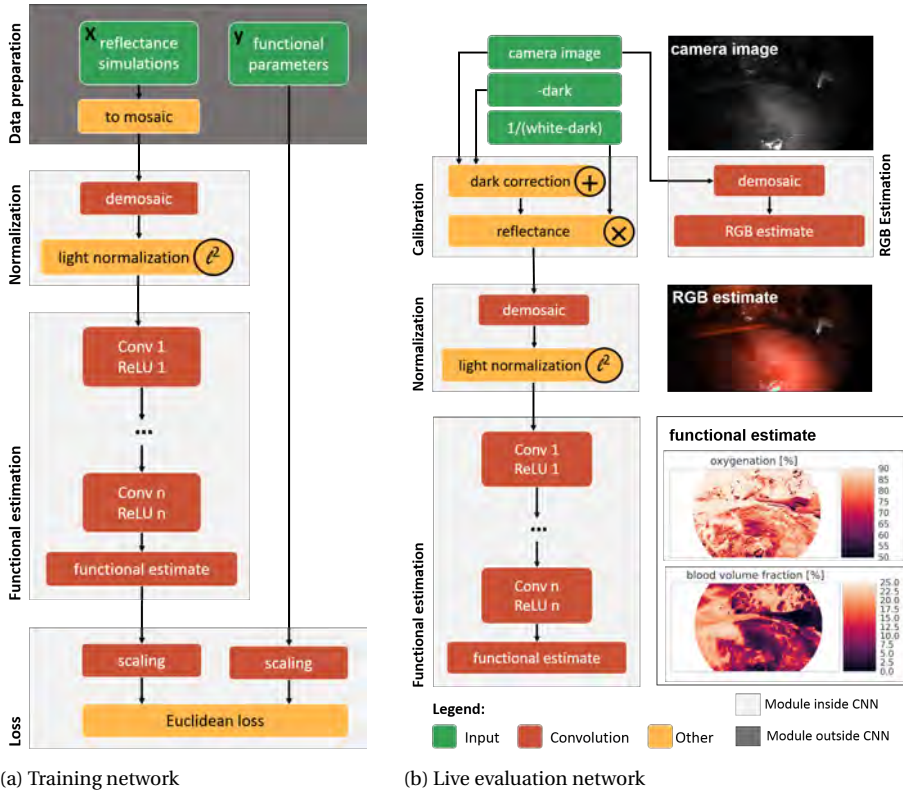 Data preparation
X
reflectance
simulations
y
functional
parameters
to mosaic
Normalization
demosaic
light normalization ℓ²
Functional estimation
Conv 1
ReLU 1
...
Conv n
ReLU n
functional estimate
Loss
scaling
scaling
Euclidean loss
(a) Training network
camera image
-dark
1/(white-dark)
Calibration
dark correction +
reflectance ×
camera image
demosaic
RGB estimate
RGB Estimation
Normalization
demosaic
light normalization ℓ²
RGB estimate
Functional estimation
Conv 1
ReLU 1
...
Conv n
ReLU n
functional estimate
functional estimate
oxygenation [%]
90
85
80
75
70
65
60
55
50
blood volume fraction [%]
25.0
22.5
20.0
17.5
15.0
12.5
10.0
7.5
5.0
2.5
0.0
Legend:
Input
Convolution
Other
Module inside CNN
Module outside CNN
(b) Live evaluation network